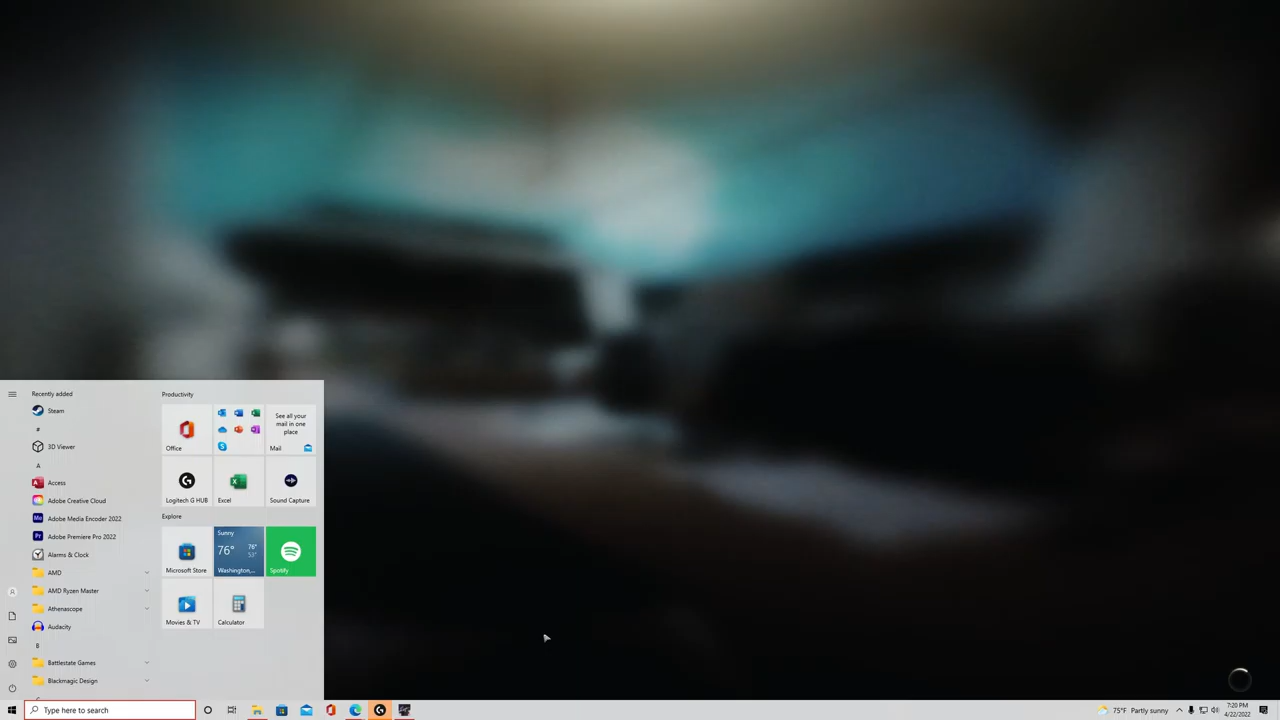 Recently added
Steam
#
3D Viewer
A
Access
Adobe Creative Cloud
Adobe Media Encoder 2022
Adobe Premiere Pro 2022
Alarms & Clock
AMD
AMD Ryzen Master
Athenascope
Audacity
B
Battlestate Games
Blackmagic Design
Productivity
Office
See all your
mail in one
place
Mail
Logitech G HUB
Excel
Sound Capture
Explore
Microsoft Store
Sunny
76°
76°
53°
Washington,...
Spotify
Movies & TV
Calculator
Type here to search
75°F Partly sunny
7:20 PM
4/22/2022